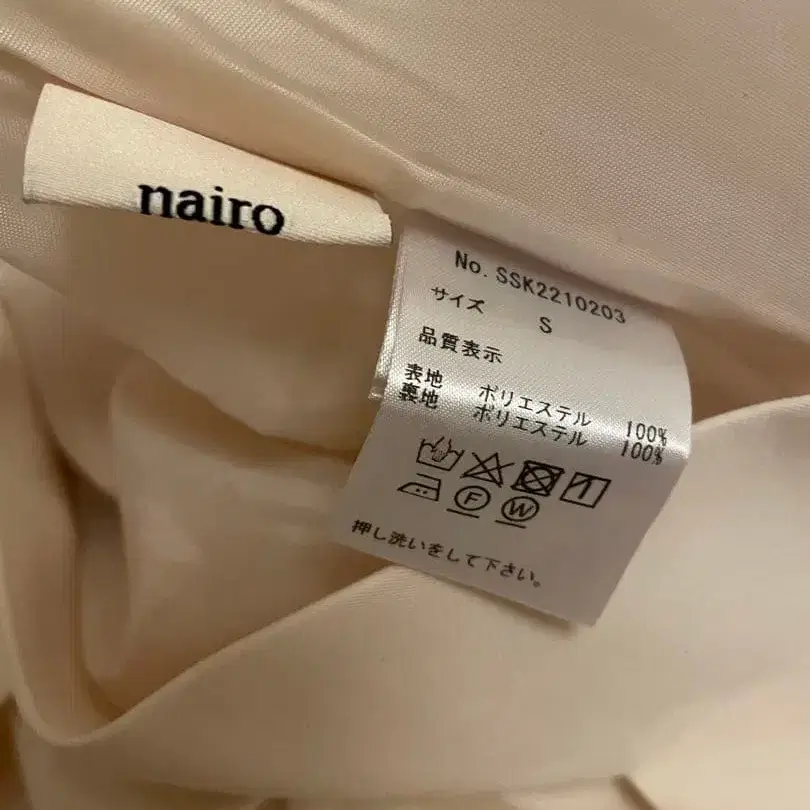 nairo
No. SSK2210203
サイズ S
品質表示
表地 ポリエステル 100%
裏地 ポリエステル 100%
F W
押し洗いをして下さい。